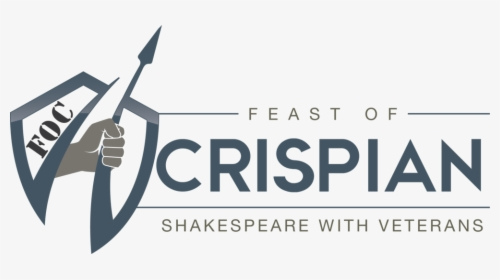 FOC
FEAST OF
CRISPIAN
SHAKESPEARE WITH VETERANS